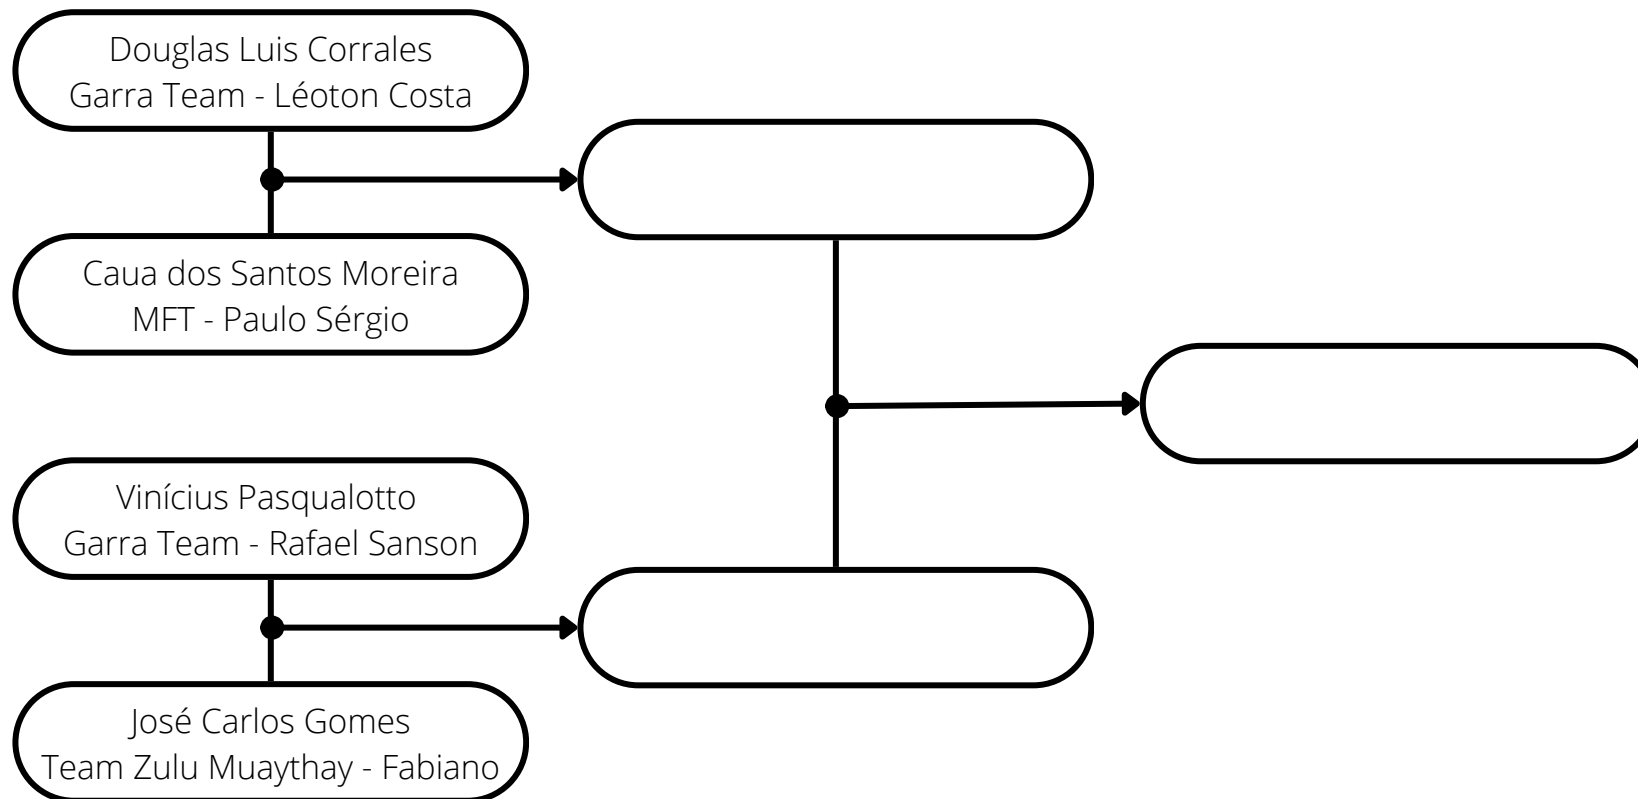 Douglas Luis Corrales
Garra Team - Léoton Costa
Caua dos Santos Moreira
MFT - Paulo Sérgio
Vinícius Pasqualotto
Garra Team - Rafael Sanson
José Carlos Gomes
Team Zulu Muaythay - Fabiano